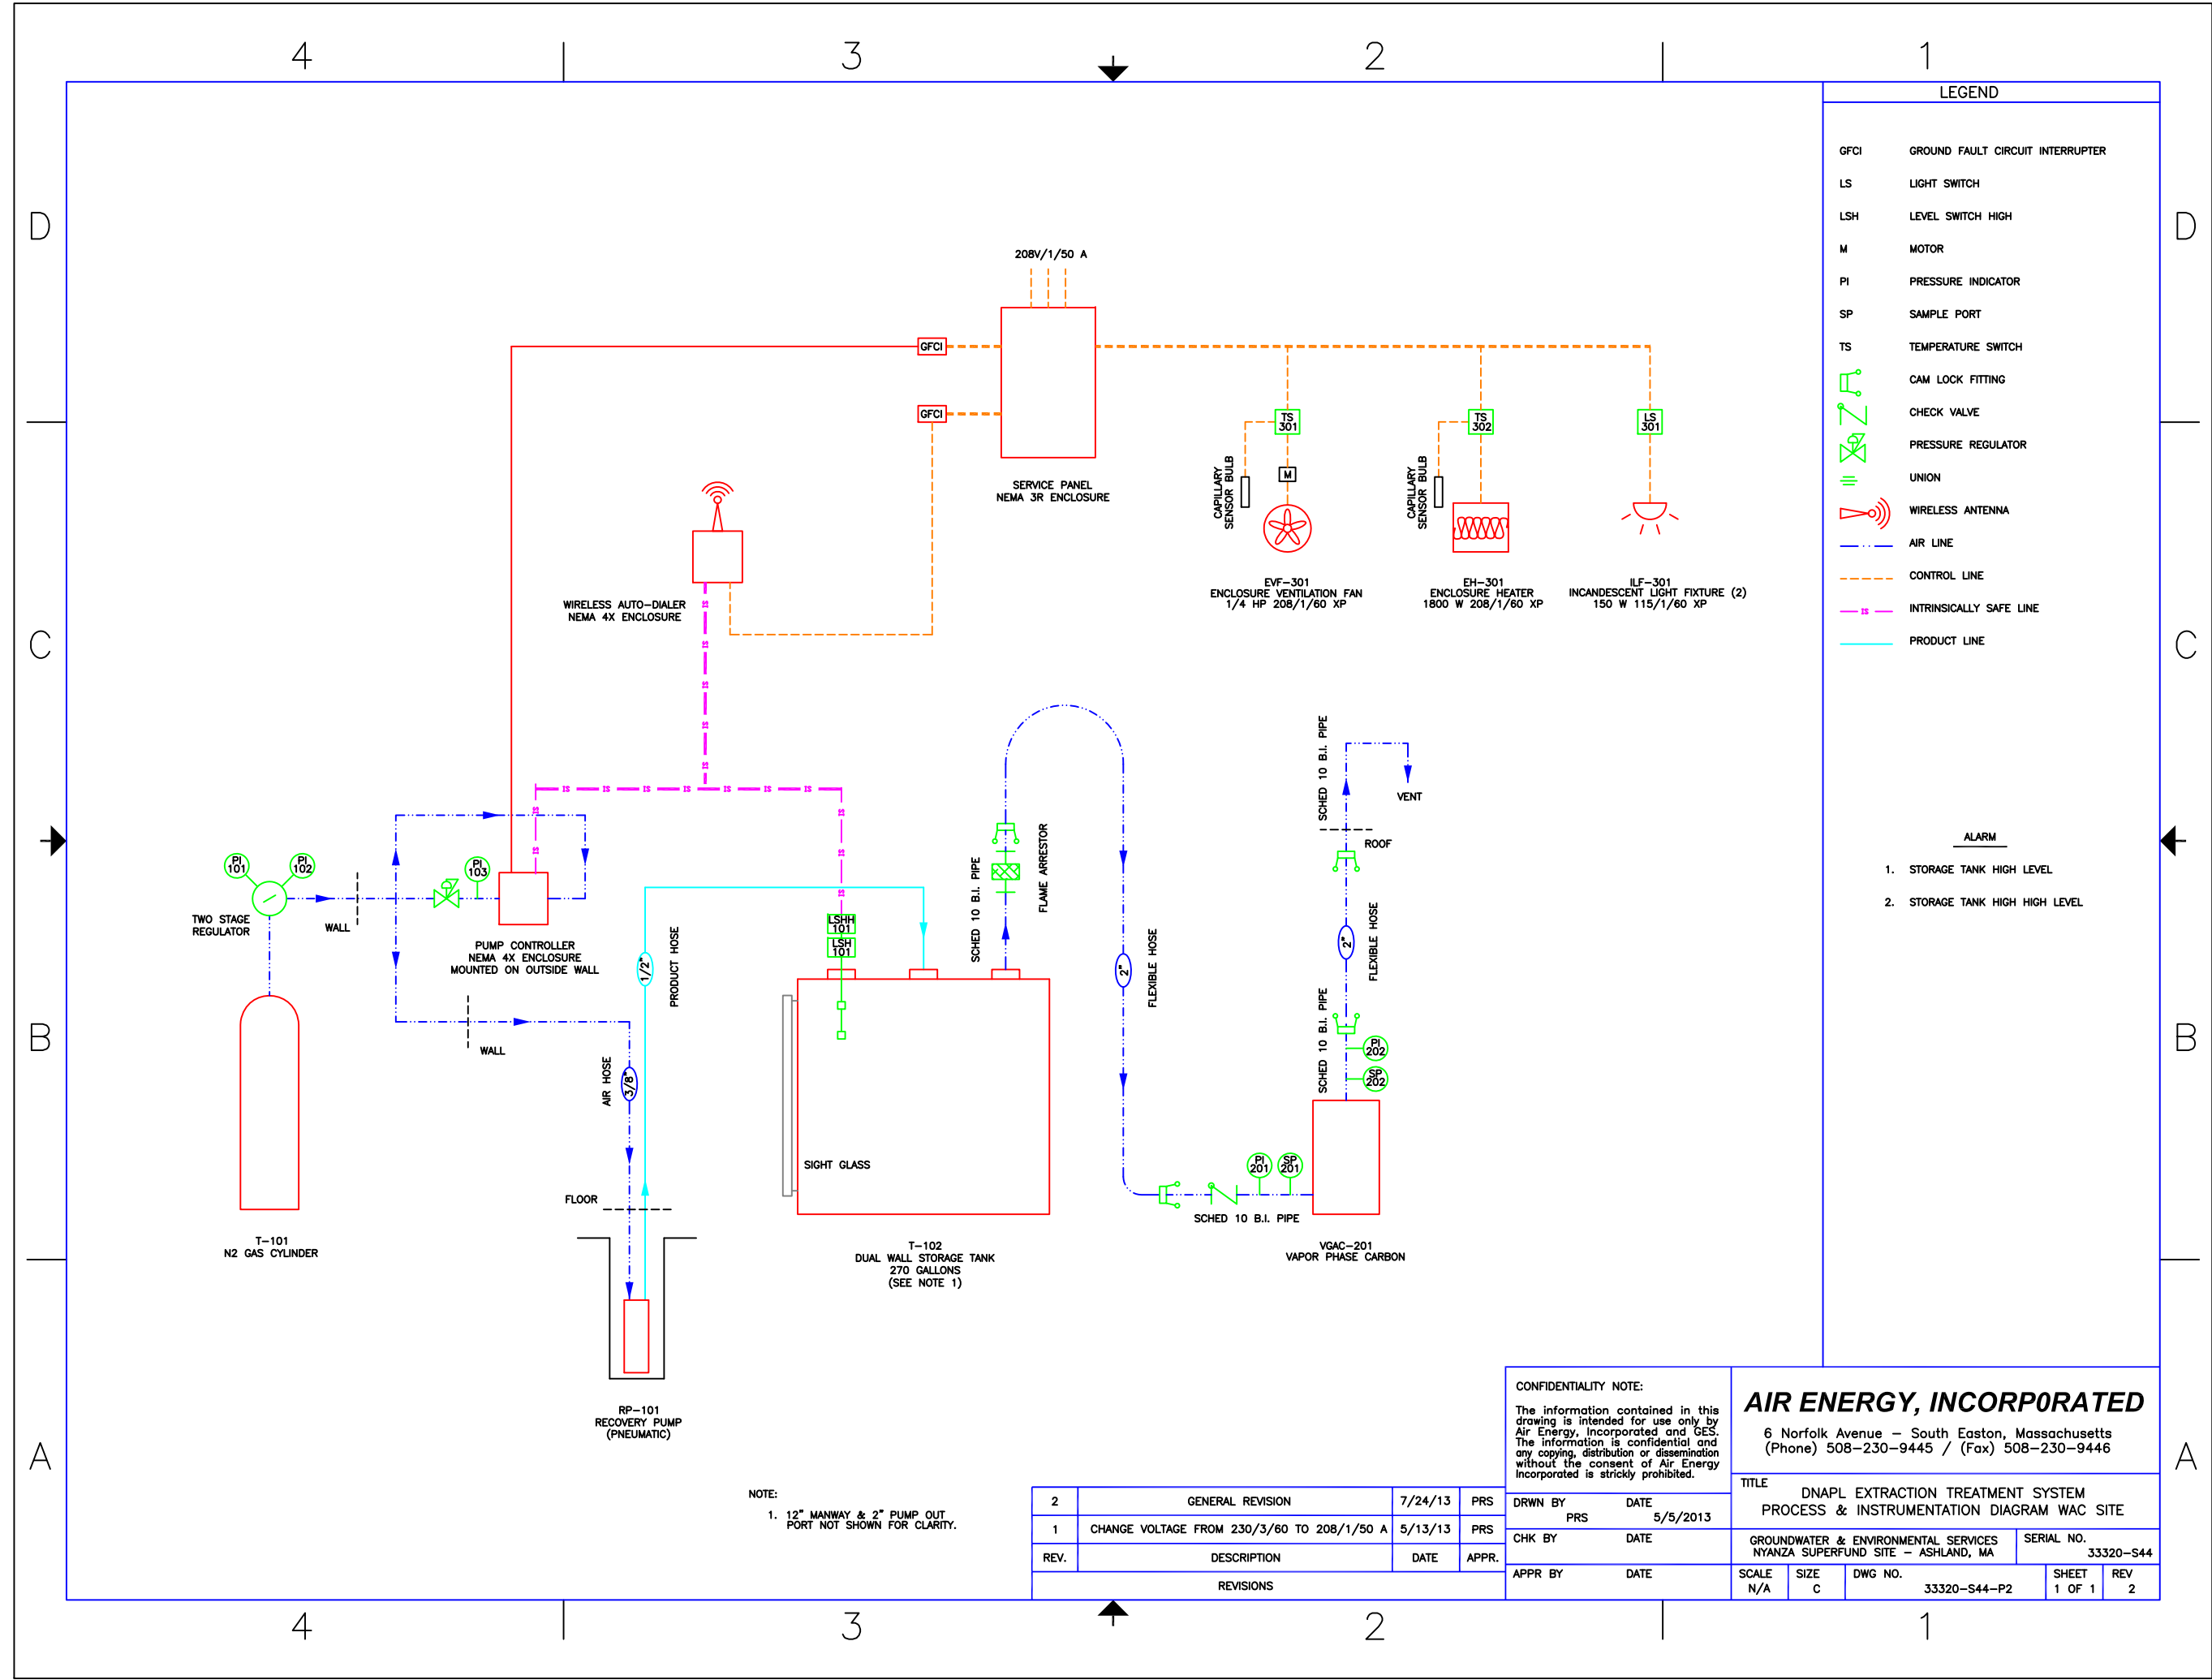 4
3
2
1
D
D
C
C
B
B
A
A
4
3
2
1
LEGEND
GFCI GROUND FAULT CIRCUIT INTERRUPTER
LS LIGHT SWITCH
LSH LEVEL SWITCH HIGH
M MOTOR
PI PRESSURE INDICATOR
SP SAMPLE PORT
TS TEMPERATURE SWITCH
CAM LOCK FITTING
CHECK VALVE
PRESSURE REGULATOR
UNION
WIRELESS ANTENNA
AIR LINE
CONTROL LINE
IS INTRINSICALLY SAFE LINE
PRODUCT LINE
ALARM
1. STORAGE TANK HIGH LEVEL
2. STORAGE TANK HIGH HIGH LEVEL
208V/1/50 A
GFCI
GFCI
SERVICE PANEL
NEMA 3R ENCLOSURE
TS
301
TS
302
LS
301
M
CAPILLARY
SENSOR BULB
CAPILLARY
SENSOR BULB
EVF-301
ENCLOSURE VENTILATION FAN
1/4 HP 208/1/60 XP
EH-301
ENCLOSURE HEATER
1800 W 208/1/60 XP
ILF-301
INCANDESCENT LIGHT FIXTURE (2)
150 W 115/1/60 XP
WIRELESS AUTO-DIALER
NEMA 4X ENCLOSURE
IS
IS
IS
IS
IS
IS IS IS IS IS IS IS
IS
IS
IS
IS
IS
PI
101
PI
102
PI
103
TWO STAGE
REGULATOR
WALL
PUMP CONTROLLER
NEMA 4X ENCLOSURE
MOUNTED ON OUTSIDE WALL
WALL
AIR HOSE
3/8"
1/2"
PRODUCT HOSE
FLOOR
T-101
N2 GAS CYLINDER
RP-101
RECOVERY PUMP
(PNEUMATIC)
LSHH
101
LSH
101
SIGHT GLASS
T-102
DUAL WALL STORAGE TANK
270 GALLONS
(SEE NOTE 1)
SCHED 10 B.I. PIPE
FLAME ARRESTOR
2"
FLEXIBLE HOSE
SCHED 10 B.I. PIPE
PI
201
SP
201
VGAC-201
VAPOR PHASE CARBON
SCHED 10 B.I. PIPE
PI
202
SP
202
2"
FLEXIBLE HOSE
ROOF
SCHED 10 B.I. PIPE
VENT
NOTE:
1. 12" MANWAY & 2" PUMP OUT
PORT NOT SHOWN FOR CLARITY.
2 GENERAL REVISION 7/24/13 PRS
1 CHANGE VOLTAGE FROM 230/3/60 TO 208/1/50 A 5/13/13 PRS
REV. DESCRIPTION DATE APPR.
REVISIONS
CONFIDENTIALITY NOTE:
The information contained in this
drawing is intended for use only by
Air Energy, Incorporated and GES.
The information is confidential and
any copying, distribution or dissemination
without the consent of Air Energy
Incorporated is strickly prohibited.
DRWN BY DATE
PRS 5/5/2013
CHK BY DATE
APPR BY DATE
AIR ENERGY, INCORP0RATED
6 Norfolk Avenue - South Easton, Massachusetts
(Phone) 508-230-9445 / (Fax) 508-230-9446
TITLE
DNAPL EXTRACTION TREATMENT SYSTEM
PROCESS & INSTRUMENTATION DIAGRAM WAC SITE
GROUNDWATER & ENVIRONMENTAL SERVICES
NYANZA SUPERFUND SITE - ASHLAND, MA
SERIAL NO.
33320-S44
SCALE
N/A
SIZE
C
DWG NO.
33320-S44-P2
SHEET
1 OF 1
REV
2